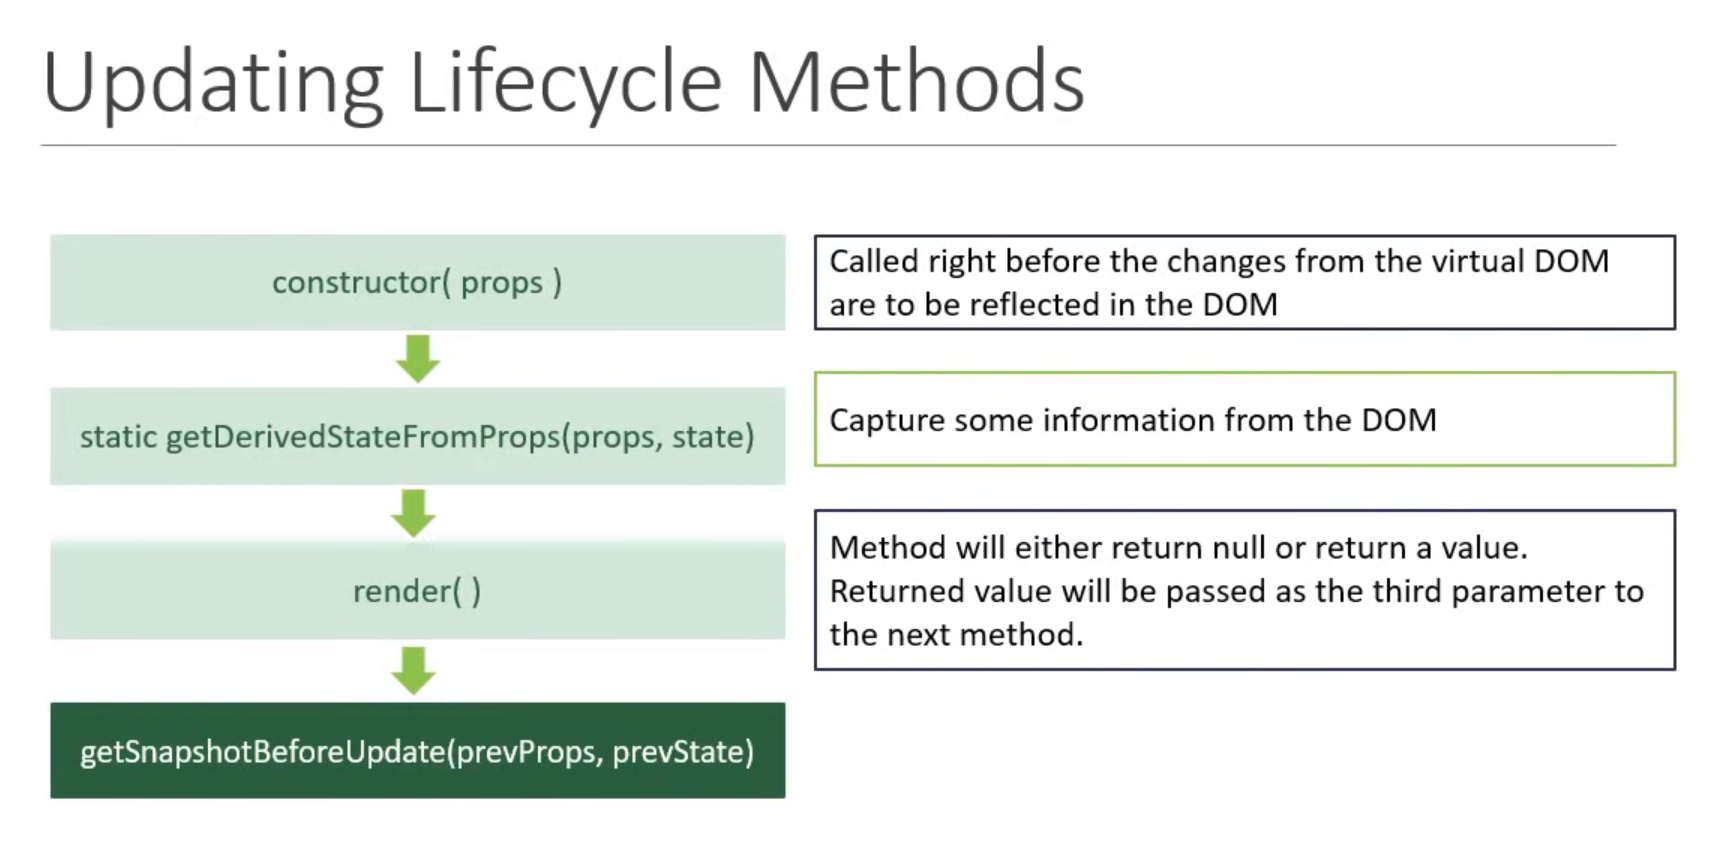 Updating Lifecycle Methods
constructor( props )
static getDerivedStateFromProps(props, state)
render( )
getSnapshotBeforeUpdate(prevProps, prevState)
Called right before the changes from the virtual DOM
are to be reflected in the DOM
Capture some information from the DOM
Method will either return null or return a value.
Returned value will be passed as the third parameter to
the next method.